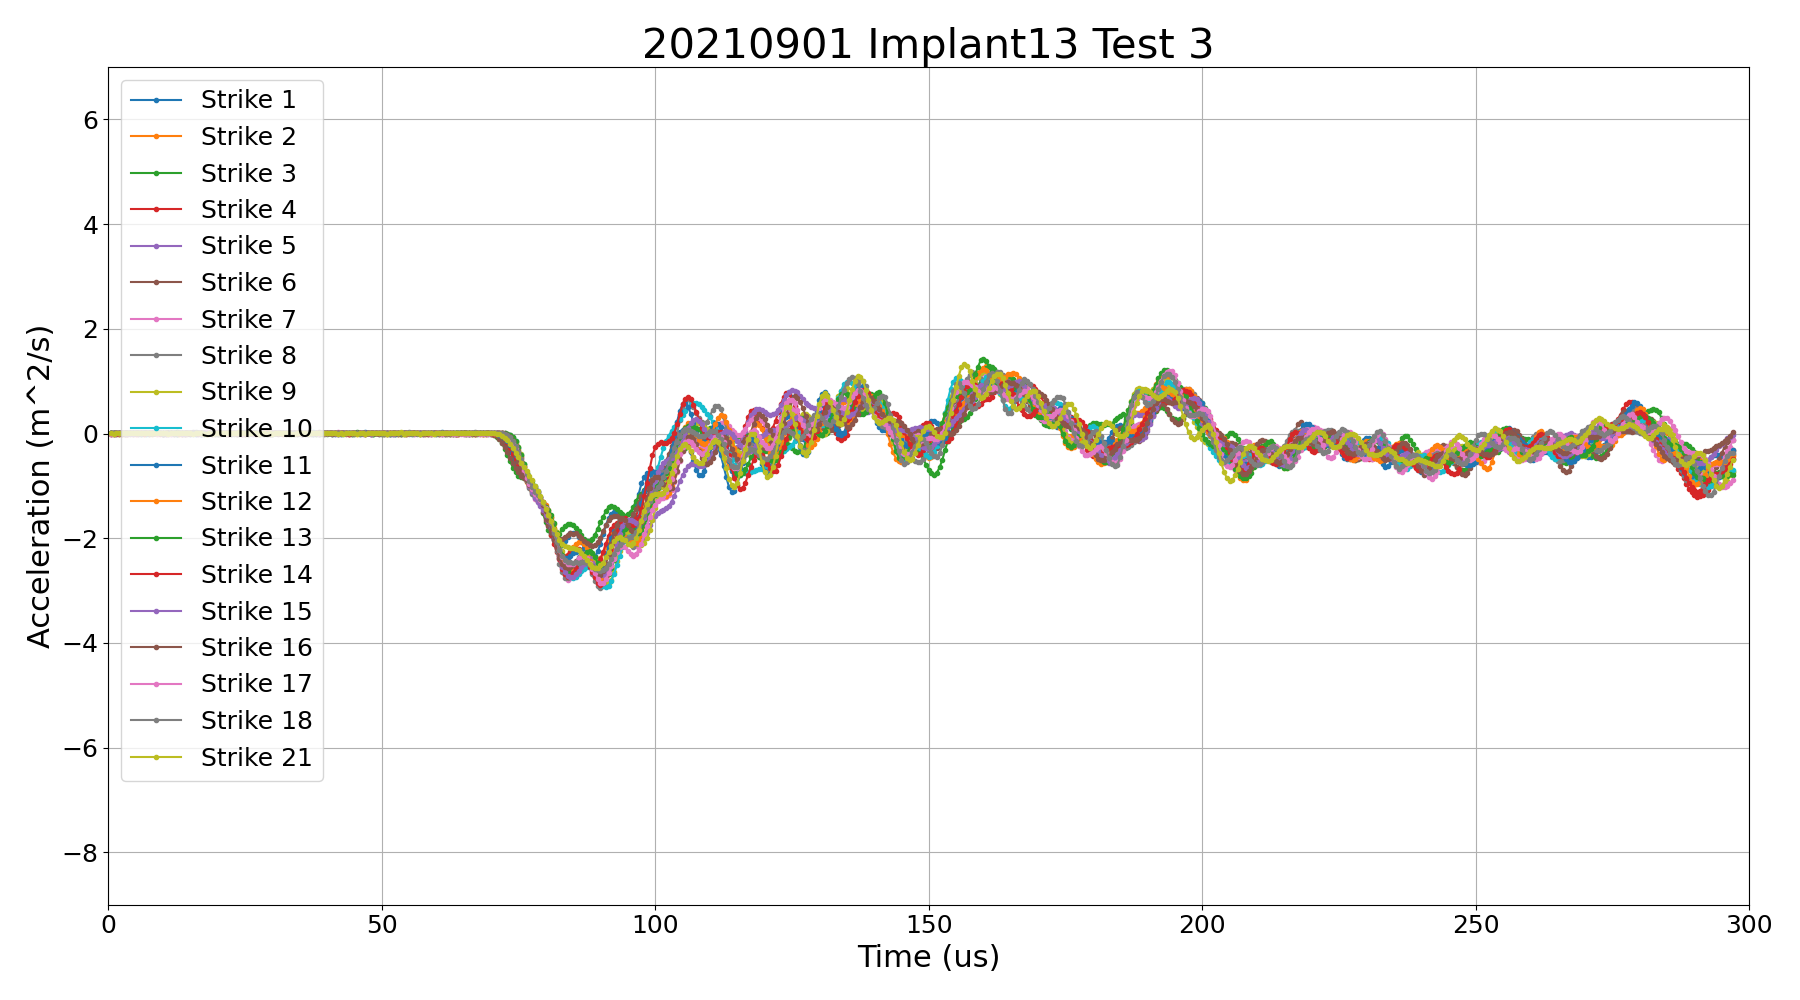 20210901 Implant13 Test 3
Strike 1
Strike 2
Strike 3
Strike 4
Strike 5
Strike 6
Strike 7
Strike 8
Strike 9
Strike 10
Strike 11
Strike 12
Strike 13
Strike 14
Strike 15
Strike 16
Strike 17
Strike 18
Strike 21
Acceleration (m^2/s)
6
4
2
0
−2
−4
−6
−8
0 50 100 150 200 250 300
Time (us)